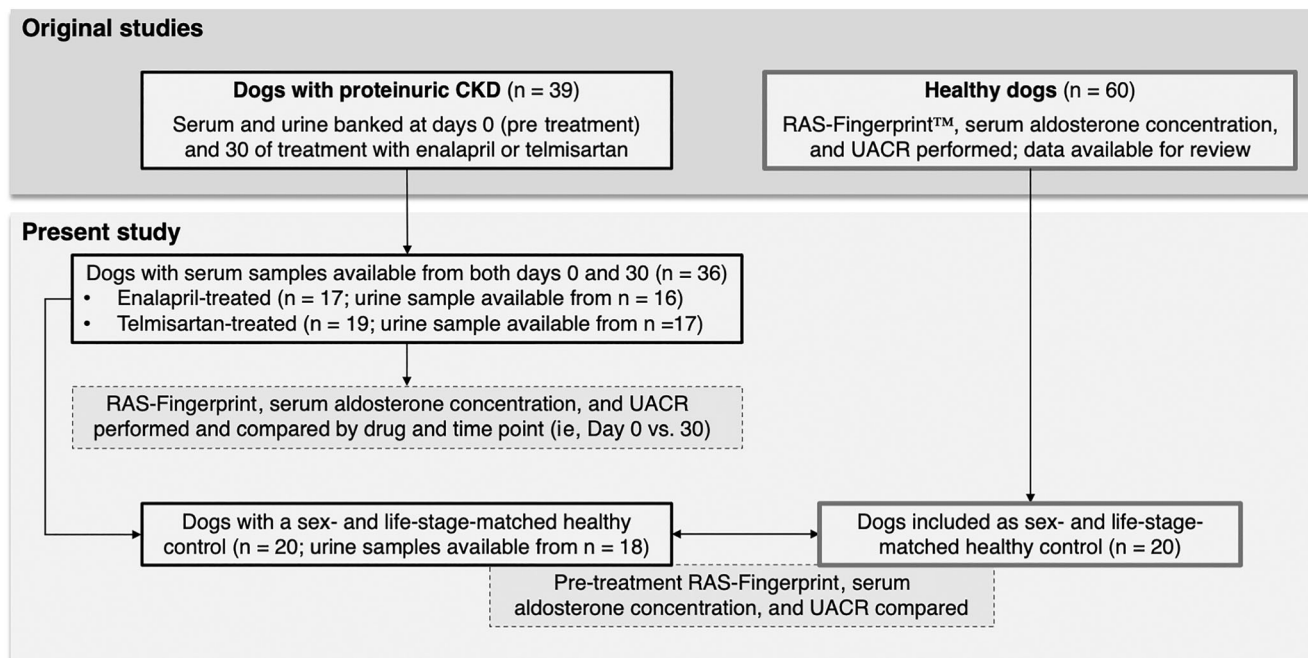 Original studies
Dogs with proteinuric CKD (n = 39)
Serum and urine banked at days 0 (pre treatment)
and 30 of treatment with enalapril or telmisartan
Healthy dogs (n = 60)
RAS-Fingerprint™, serum aldosterone concentration,
and UACR performed; data available for review
Present study
Dogs with serum samples available from both days 0 and 30 (n = 36)
• Enalapril-treated (n = 17; urine sample available from n = 16)
• Telmisartan-treated (n = 19; urine sample available from n =17)
RAS-Fingerprint, serum aldosterone concentration, and UACR
performed and compared by drug and time point (ie, Day 0 vs. 30)
Dogs with a sex- and life-stage-matched healthy
control (n = 20; urine samples available from n = 18)
Dogs included as sex- and life-stage-
matched healthy control (n = 20)
Pre-treatment RAS-Fingerprint, serum
aldosterone concentration, and UACR compared